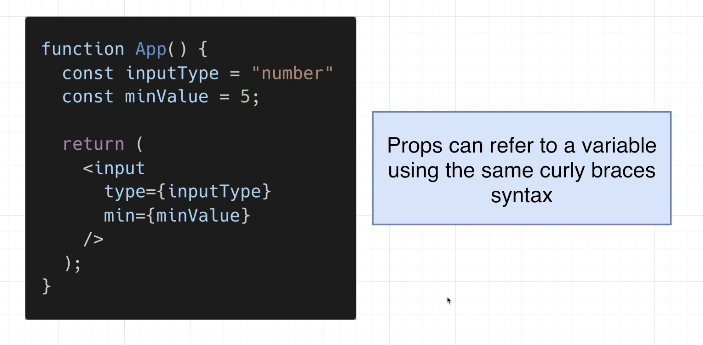 function App() {
  const inputType = "number"
  const minValue = 5;
  return (
    <input
      type={inputType}
      min={minValue}
    />
  );
}
Props can refer to a variable
using the same curly braces
syntax